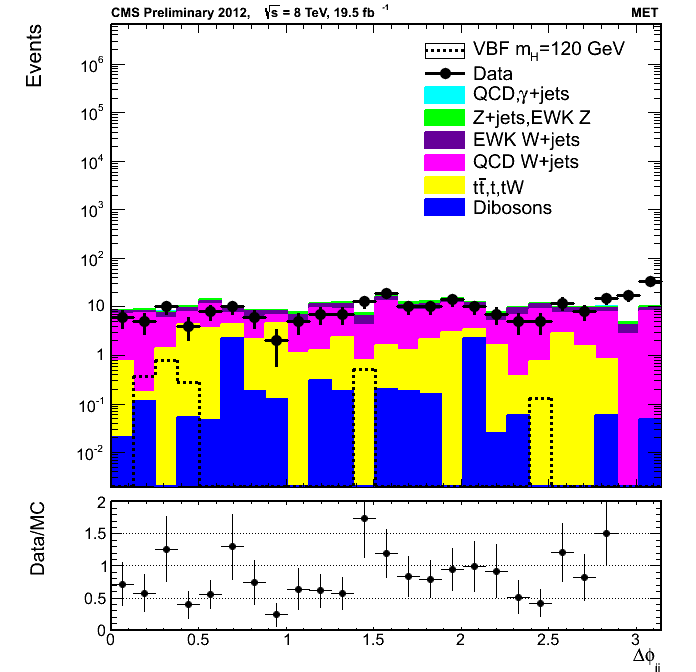 CMS Preliminary 2012, √s = 8 TeV, 19.5 fb⁻¹ MET
Events
10⁶
10⁵
10⁴
10³
10²
10
1
10⁻¹
10⁻²
VBF m_H=120 GeV
Data
QCD,γ+jets
Z+jets,EWK Z
EWK W+jets
QCD W+jets
tt̄,t,tW
Dibosons
Data/MC
2
1.5
1
0.5
0
0 0.5 1 1.5 2 2.5 3
Δϕ_jj